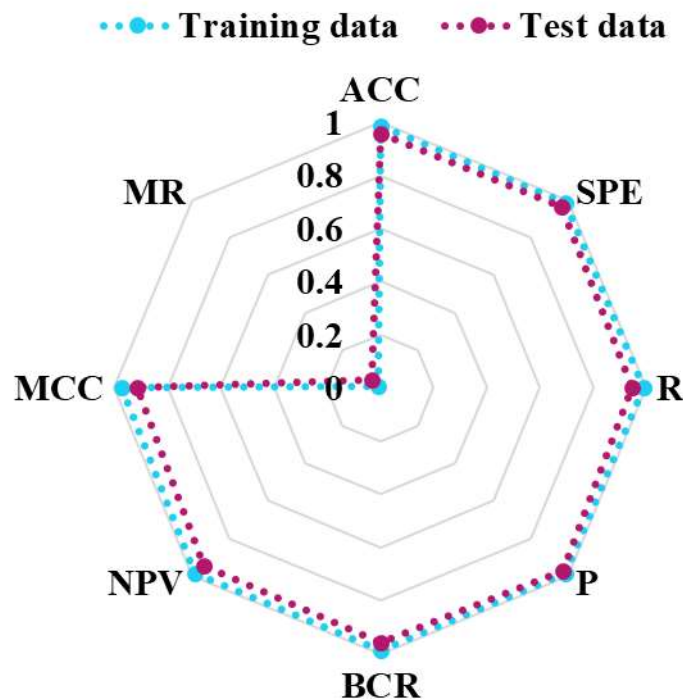 Training data Test data
ACC
1
MR SPE
0.8
0.6
0.4
0.2
MCC 0 R
NPV P
BCR